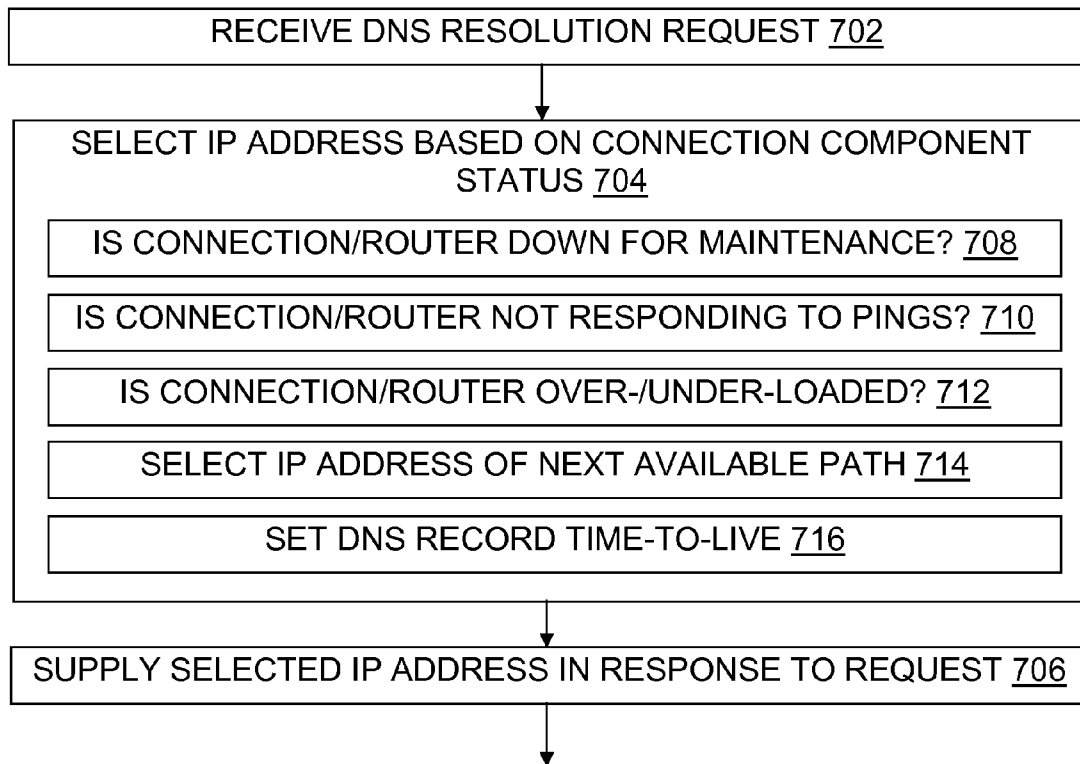 RECEIVE DNS RESOLUTION REQUEST 702
SELECT IP ADDRESS BASED ON CONNECTION COMPONENT
STATUS 704
IS CONNECTION/ROUTER DOWN FOR MAINTENANCE? 708
IS CONNECTION/ROUTER NOT RESPONDING TO PINGS? 710
IS CONNECTION/ROUTER OVER-/UNDER-LOADED? 712
SELECT IP ADDRESS OF NEXT AVAILABLE PATH 714
SET DNS RECORD TIME-TO-LIVE 716
SUPPLY SELECTED IP ADDRESS IN RESPONSE TO REQUEST 706